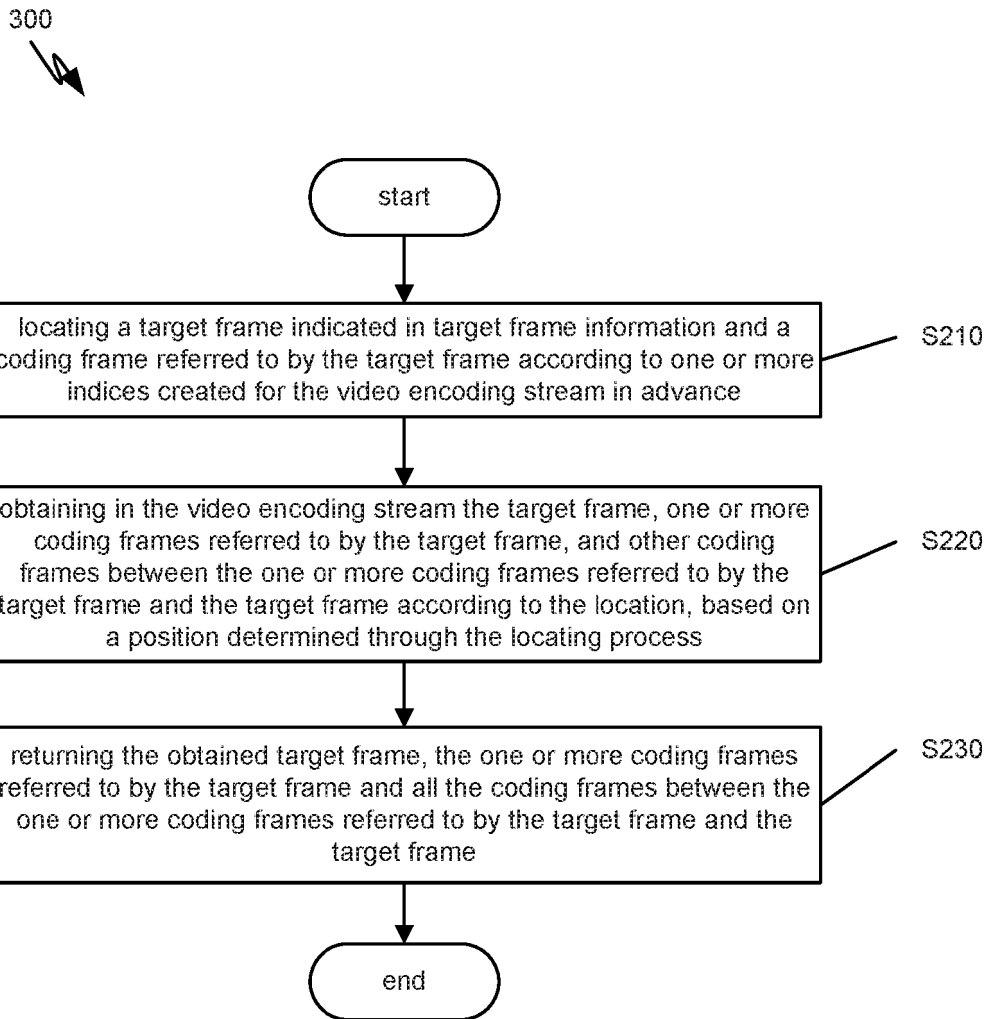 300
start
locating a target frame indicated in target frame information and a
coding frame referred to by the target frame according to one or more
indices created for the video encoding stream in advance
S210
obtaining in the video encoding stream the target frame, one or more
coding frames referred to by the target frame, and other coding
frames between the one or more coding frames referred to by the
target frame and the target frame according to the location, based on
a position determined through the locating process
S220
returning the obtained target frame, the one or more coding frames
referred to by the target frame and all the coding frames between the
one or more coding frames referred to by the target frame and the
target frame
S230
end